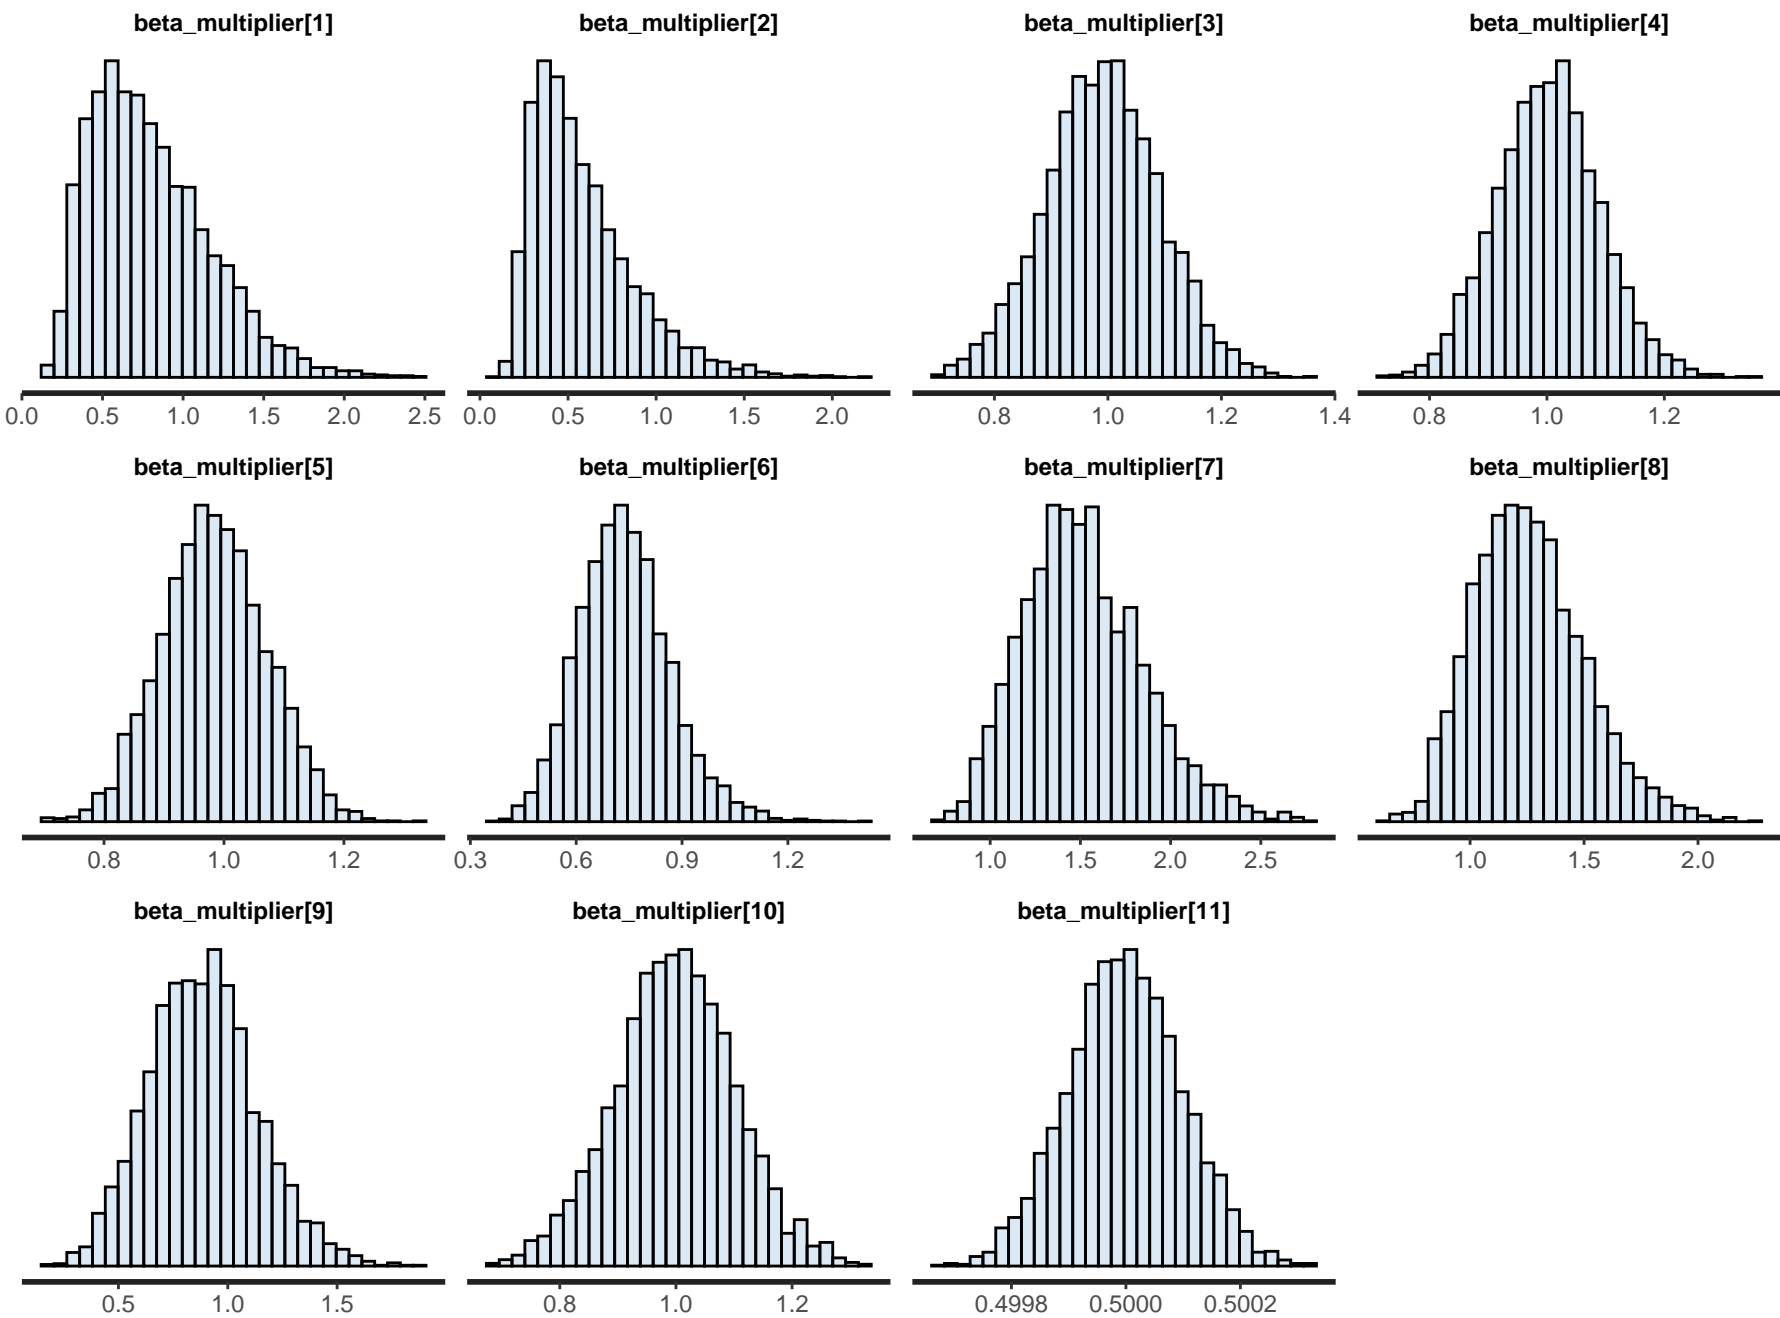 beta_multiplier[1] beta_multiplier[2] beta_multiplier[3] beta_multiplier[4]
0.0 0.5 1.0 1.5 2.0 2.5 0.0 0.5 1.0 1.5 2.0 0.8 1.0 1.2 1.4 0.8 1.0 1.2
beta_multiplier[5] beta_multiplier[6] beta_multiplier[7] beta_multiplier[8]
0.8 1.0 1.2 0.3 0.6 0.9 1.2 1.0 1.5 2.0 2.5 1.0 1.5 2.0
beta_multiplier[9] beta_multiplier[10] beta_multiplier[11]
0.5 1.0 1.5 0.8 1.0 1.2 0.4998 0.5000 0.5002